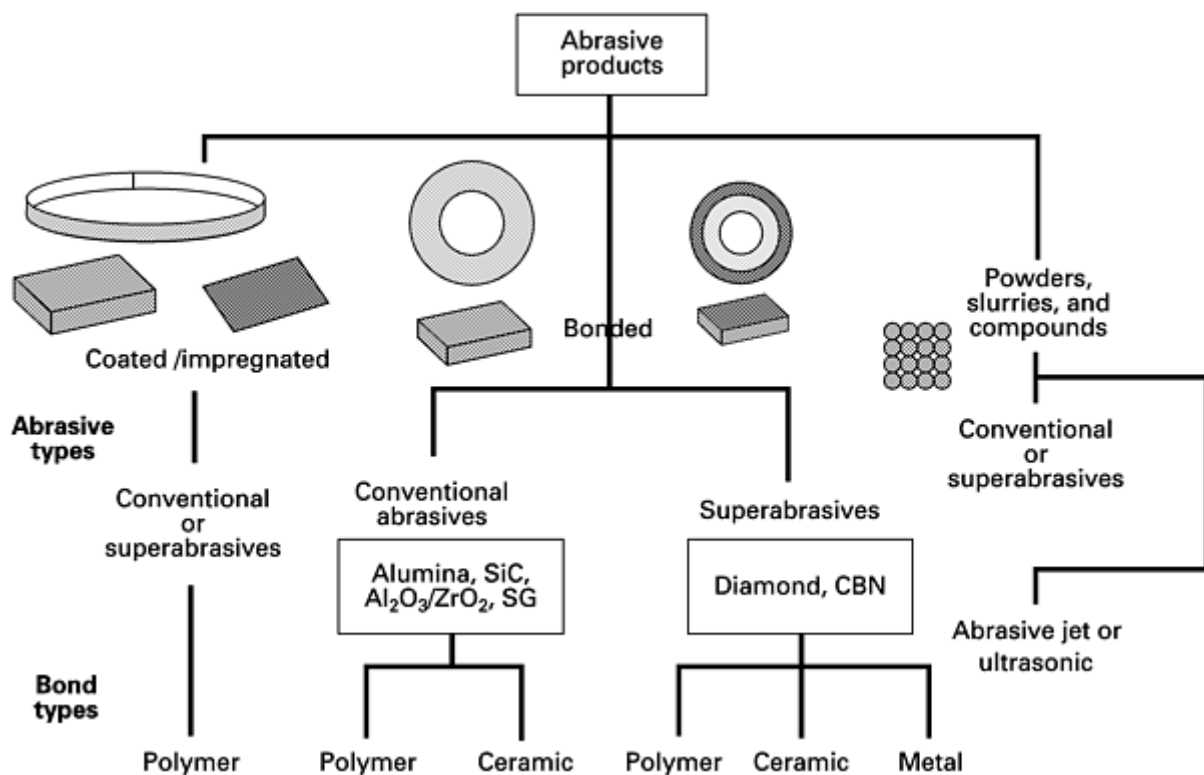 Abrasive
products
Powders,
slurries, and
compounds
Bonded
Coated /impregnated
Abrasive
types
Conventional
or
superabrasives
Conventional
abrasives
Superabrasives
Conventional
or
superabrasives
Alumina, SiC,
Al₂O₃/ZrO₂, SG
Diamond, CBN
Abrasive jet or
ultrasonic
Bond
types
Polymer
Polymer
Ceramic
Polymer
Ceramic
Metal